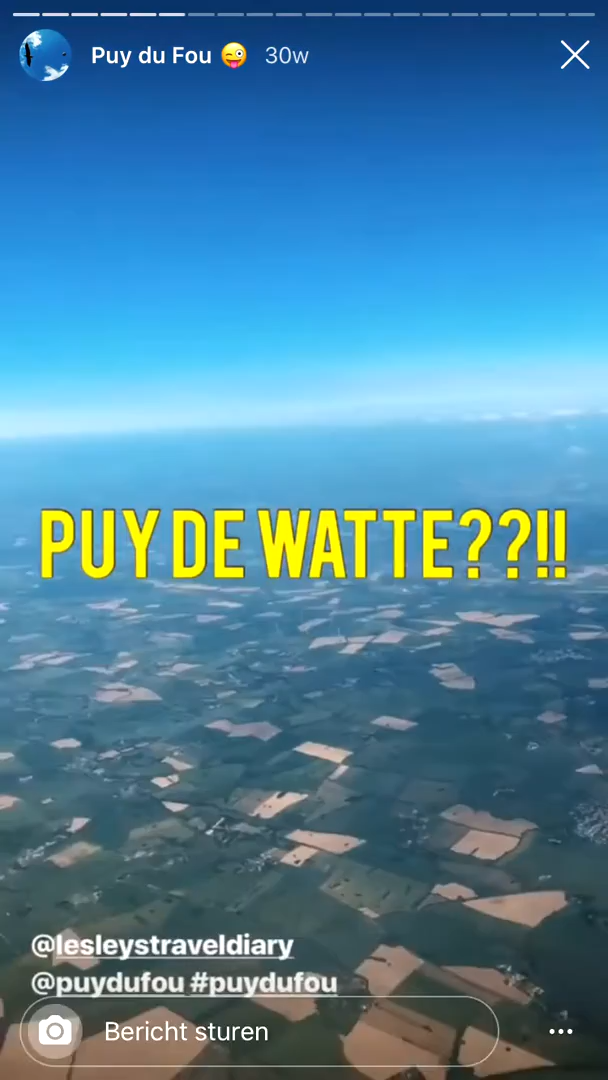 Puy du Fou 😜 30w
PUY DE WATTE??!!
@lesleystraveldiary
@puydufou #puydufou
Bericht sturen